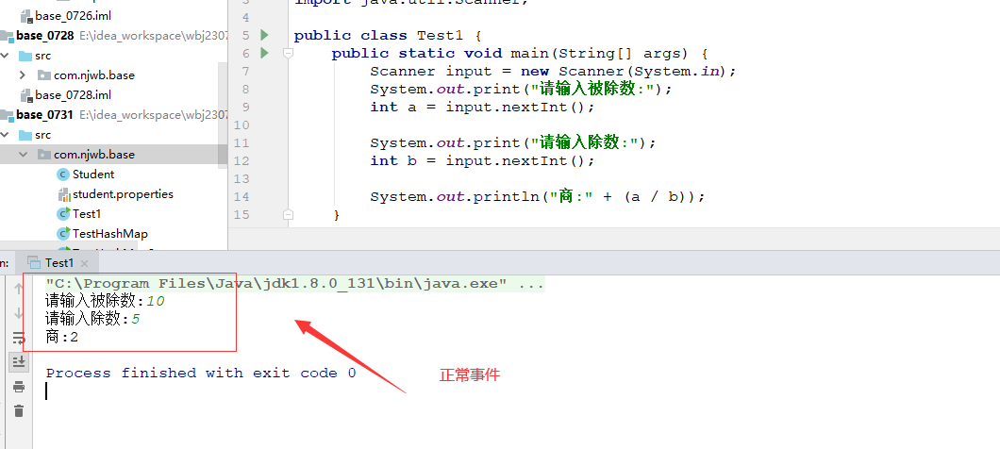 base_0726.iml
base_0728 E:\idea_workspace\wbj2307
src
com.njwb.base
base_0728.iml
base_0731 E:\idea_workspace\wbj2307
src
com.njwb.base
Student
student.properties
Test1
TestHashMap
import java.util.Scanner;
4
5 public class Test1 {
6 public static void main(String[] args) {
7 Scanner input = new Scanner(System.in);
8 System.out.print("请输入被除数:");
9 int a = input.nextInt();
10
11 System.out.print("请输入除数:");
12 int b = input.nextInt();
13
14 System.out.println("商:" + (a / b));
15 }
n: Test1
"C:\Program Files\Java\jdk1.8.0_131\bin\java.exe" ...
请输入被除数:10
请输入除数:5
商:2
Process finished with exit code 0
正常事件